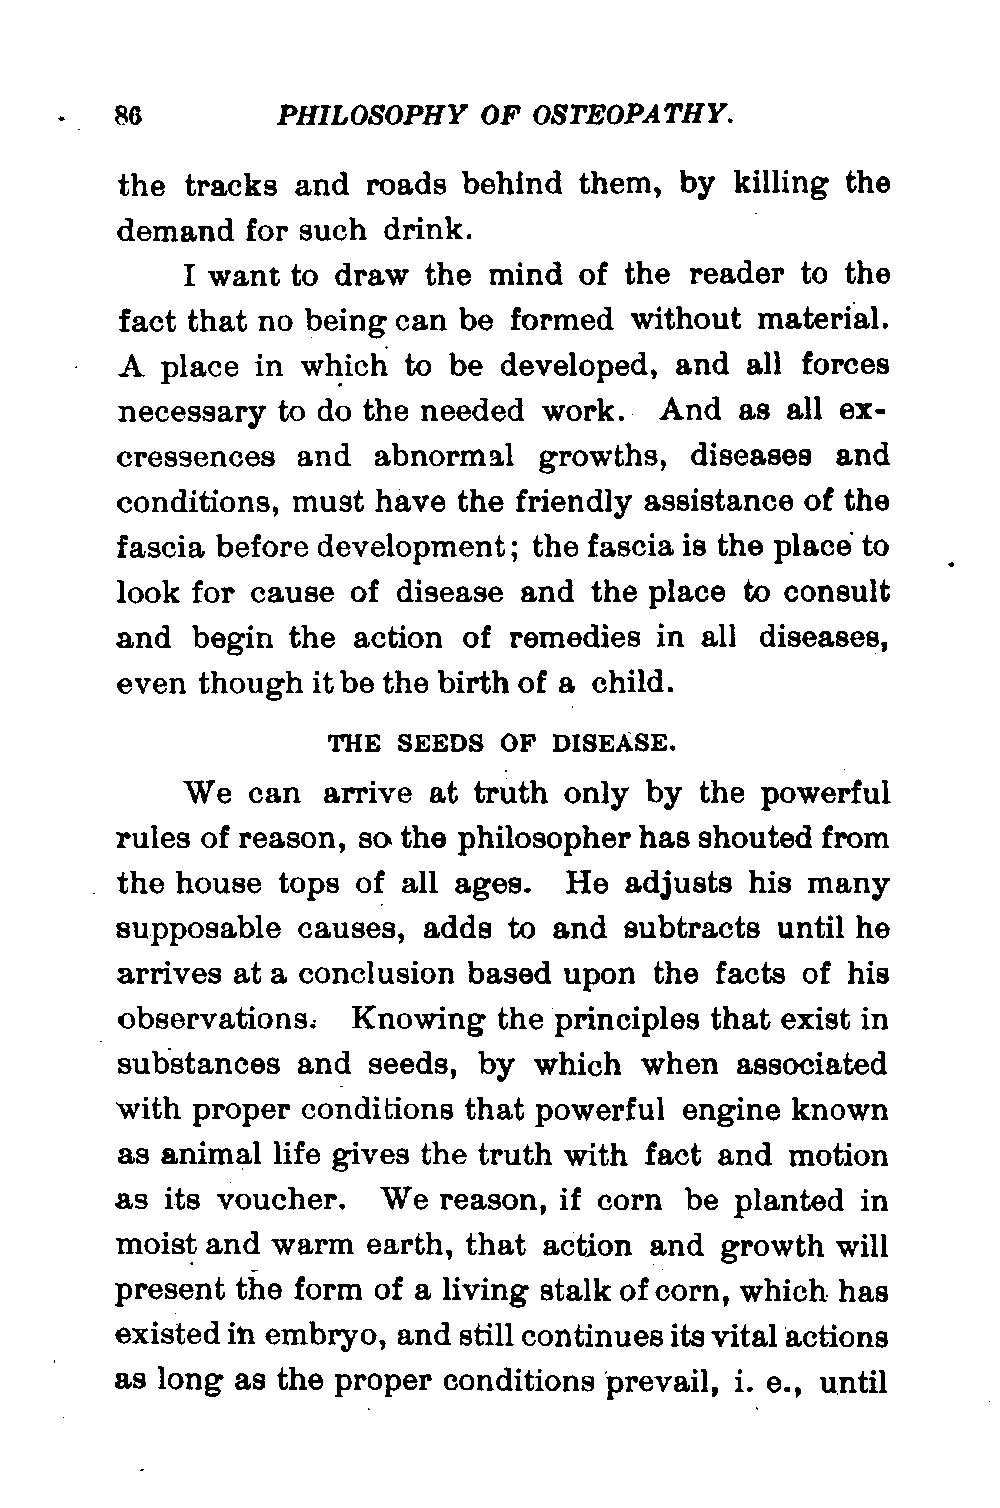 86 PHILOSOPHY OF OSTEOPATHY.
the tracks and roads behind them, by killing the
demand for such drink.
I want to draw the mind of the reader to the
fact that no being can be formed without material.
A place in which to be developed, and all forces
necessary to do the needed work. And as all ex-
cressences and abnormal growths, diseases and
conditions, must have the friendly assistance of the
fascia before development; the fascia is the place to
look for cause of disease and the place to consult
and begin the action of remedies in all diseases,
even though it be the birth of a child.
THE SEEDS OF DISEASE.
We can arrive at truth only by the powerful
rules of reason, so the philosopher has shouted from
the house tops of all ages. He adjusts his many
supposable causes, adds to and subtracts until he
arrives at a conclusion based upon the facts of his
observations. Knowing the principles that exist in
substances and seeds, by which when associated
with proper conditions that powerful engine known
as animal life gives the truth with fact and motion
as its voucher. We reason, if corn be planted in
moist and warm earth, that action and growth will
present the form of a living stalk of corn, which has
existed in embryo, and still continues its vital actions
as long as the proper conditions prevail, i. e., until